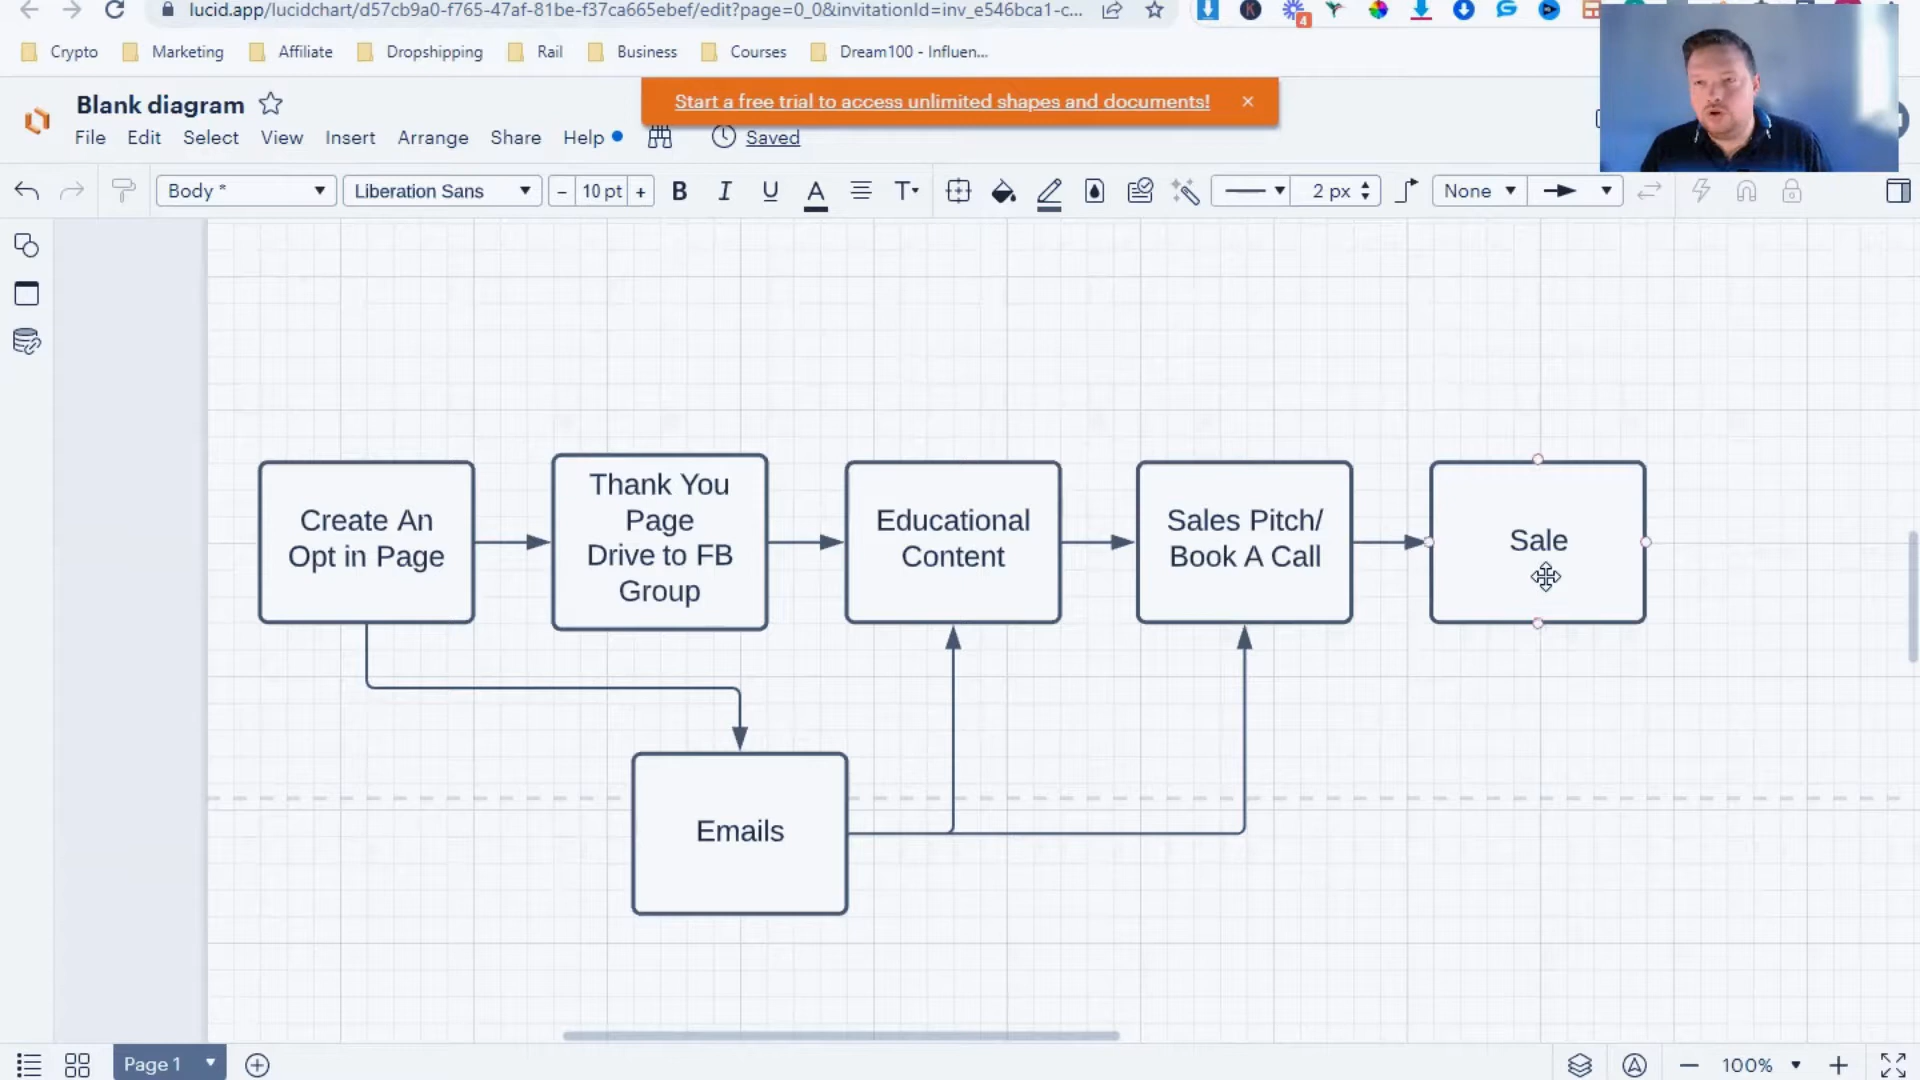 lucid.app/lucidchart/d57cb9a0-f765-47af-81be-f37ca665ebef/edit?page=0_0&invitationId=inv_e546bca1-c...
4
Crypto Marketing Affiliate Dropshipping Rail Business Courses Dream100 - Influen...
Start a free trial to access unlimited shapes and documents!
Blank diagram
File Edit Select View Insert Arrange Share Help Saved
Body * Liberation Sans - 10 pt + B I U A T 2 px None
Create An
Opt in Page
Thank You
Page
Drive to FB
Group
Educational
Content
Sales Pitch/
Book A Call
Sale
Emails
Page 1 100%